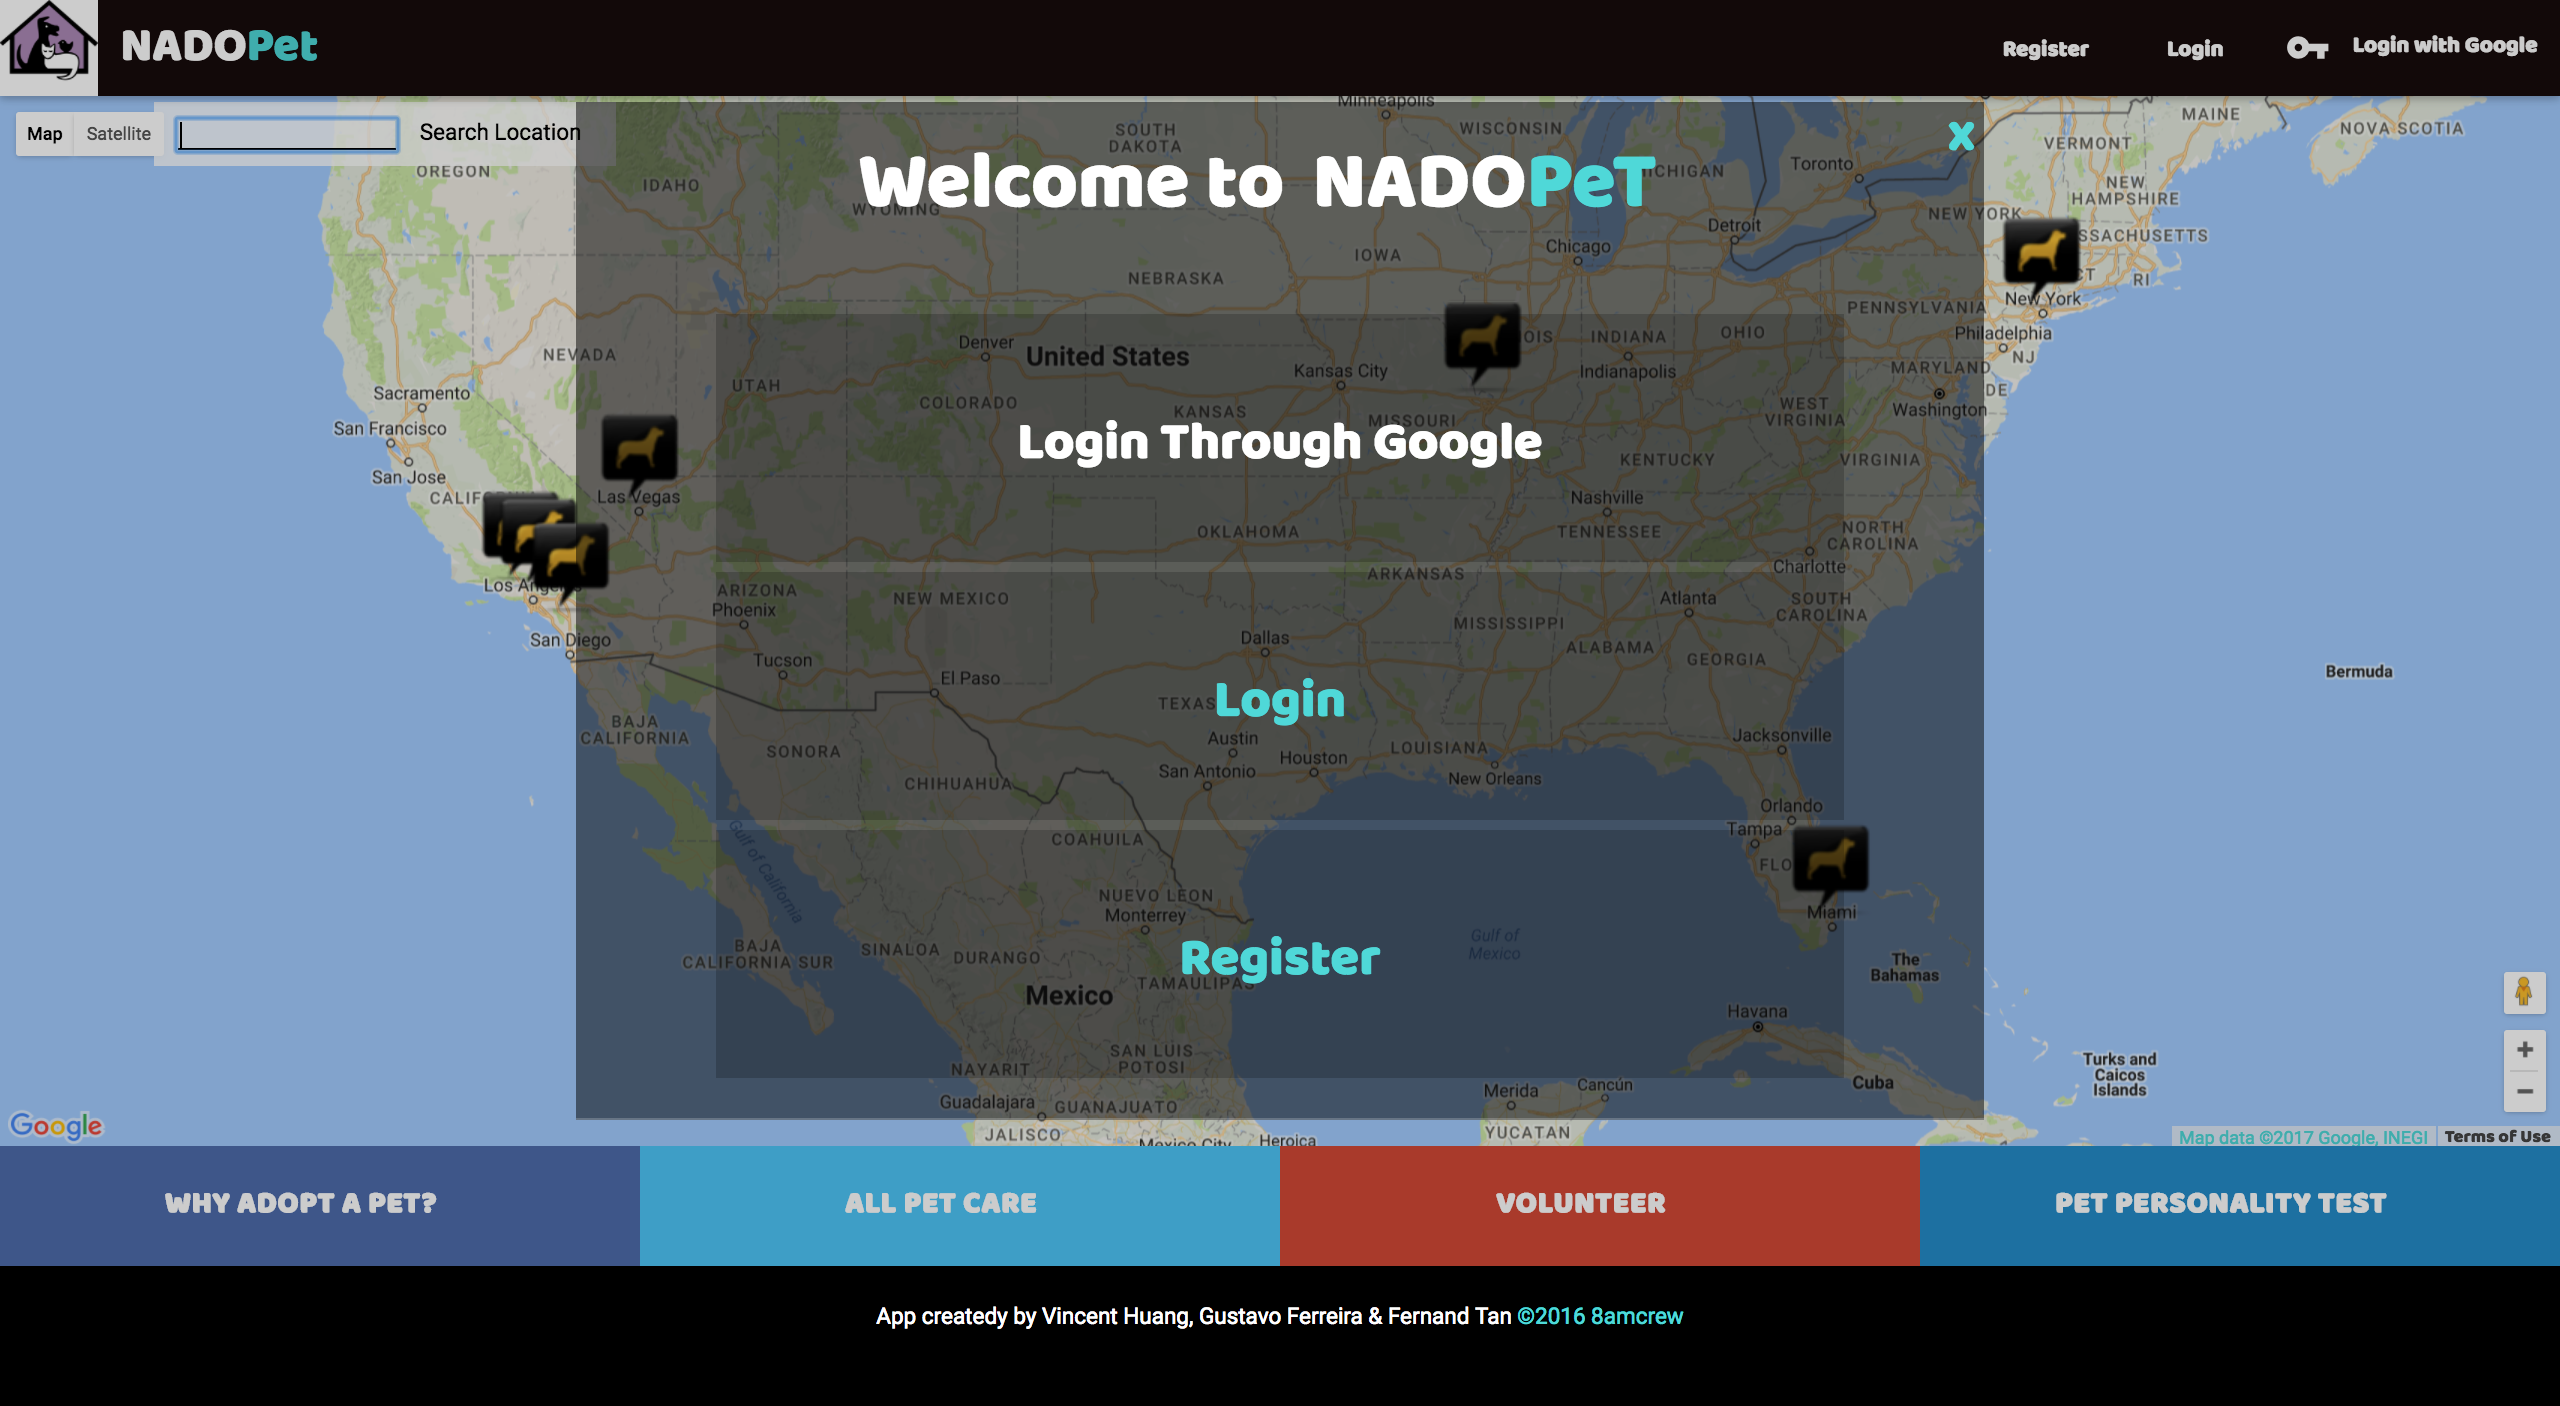 NADOPet
Register
Login
Login with Google
Map
Satellite
Search Location
X
Welcome to NADOPeT
Login Through Google
Login
Register
Minneapolis
SOUTH DAKOTA
WISCONSIN
MAINE
NOVA SCOTIA
VERMONT
Toronto
OREGON
IDAHO
WYOMING
NEW HAMPSHIRE
NEW YORK
Detroit
Chicago
IOWA
NEBRASKA
RI
New York
PENNSYLVANIA
Philadelphia
NJ
INDIANA
OHIO
Denver
United States
Kansas City
Indianapolis
NEVADA
UTAH
COLORADO
KANSAS
MISSOURI
WEST VIRGINIA
MARYLAND
DE
Washington
Sacramento
San Francisco
San Jose
KENTUCKY
VIRGINIA
Las Vegas
Nashville
TENNESSEE
OKLAHOMA
NORTH CAROLINA
Charlotte
ARKANSAS
Los Angeles
ARIZONA
Phoenix
NEW MEXICO
Atlanta
SOUTH CAROLINA
MISSISSIPPI
San Diego
Dallas
ALABAMA
GEORGIA
Tucson
El Paso
TEXAS
Bermuda
BAJA CALIFORNIA
SONORA
Austin
San Antonio
Houston
LOUISIANA
New Orleans
Jacksonville
CHIHUAHUA
Orlando
Tampa
COAHUILA
Gulf of California
NUEVO LEON
Monterrey
Miami
BAJA CALIFORNIA SUR
SINALOA
DURANGO
Gulf of Mexico
The Bahamas
Mexico
TAMAULIPAS
Havana
SAN LUIS POTOSI
NAYARIT
Turks and Caicos Islands
Cuba
Merida
Cancún
Guadalajara
GUANAJUATO
JALISCO
Mexico City
Heroica
YUCATAN
Google
Map data ©2017 Google, INEGI
Terms of Use
WHY ADOPT A PET?
ALL PET CARE
VOLUNTEER
PET PERSONALITY TEST
App createdy by Vincent Huang, Gustavo Ferreira & Fernand Tan ©2016 8amcrew